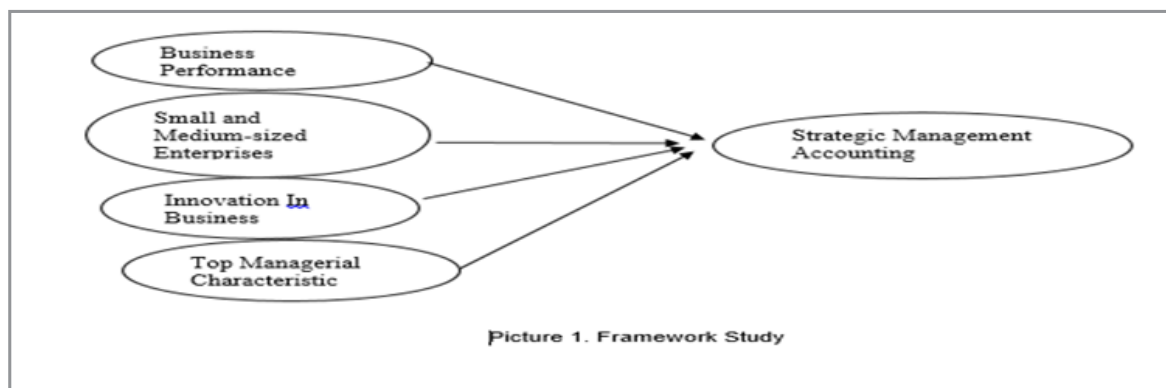 Business
Performance
Small and
Medium-sized
Enterprises
Innovation In
Business
Top Managerial
Characteristic
Strategic Management
Accounting
Picture 1. Framework Study